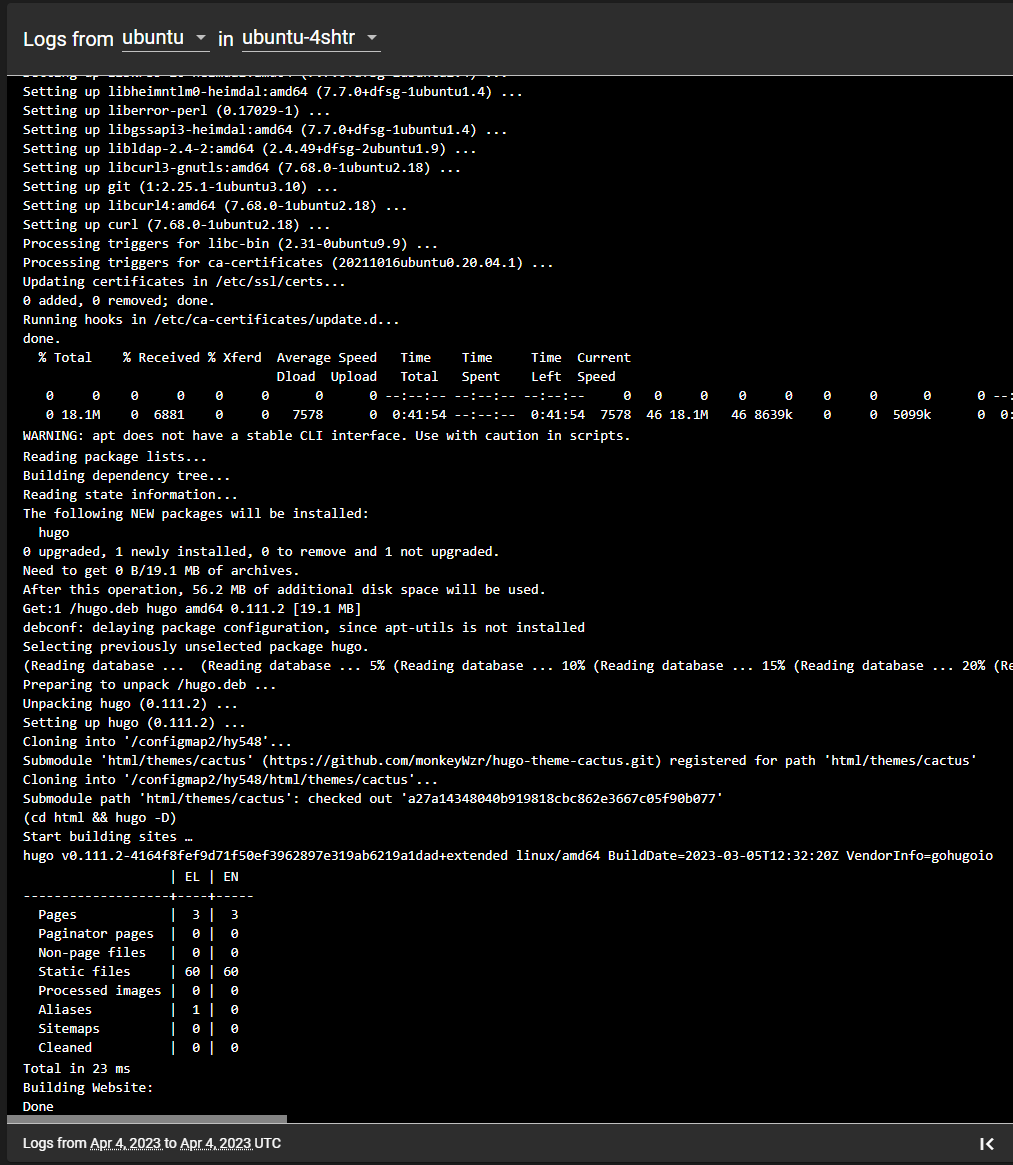 Logs from ubuntu in ubuntu-4shtr
Setting up libheimntlm0-heimdal:amd64 (7.7.0+dfsg-1ubuntu1.4) ...
Setting up liberror-perl (0.17029-1) ...
Setting up libgssapi3-heimdal:amd64 (7.7.0+dfsg-1ubuntu1.4) ...
Setting up libldap-2.4-2:amd64 (2.4.49+dfsg-2ubuntu1.9) ...
Setting up libcurl3-gnutls:amd64 (7.68.0-1ubuntu2.18) ...
Setting up git (1:2.25.1-1ubuntu3.10) ...
Setting up libcurl4:amd64 (7.68.0-1ubuntu2.18) ...
Setting up curl (7.68.0-1ubuntu2.18) ...
Processing triggers for libc-bin (2.31-0ubuntu9.9) ...
Processing triggers for ca-certificates (20211016ubuntu0.20.04.1) ...
Updating certificates in /etc/ssl/certs...
0 added, 0 removed; done.
Running hooks in /etc/ca-certificates/update.d...
done.
% Total % Received % Xferd Average Speed Time Time Time Current
Dload Upload Total Spent Left Speed
0 0 0 0 0 0 0 0 --:--:-- --:--:-- --:--:-- 0 0 0 0 0 0 0 0 0 --:
0 18.1M 0 6881 0 0 7578 0 0:41:54 --:--:-- 0:41:54 7578 46 18.1M 46 8639k 0 0 5099k 0 0:
WARNING: apt does not have a stable CLI interface. Use with caution in scripts.
Reading package lists...
Building dependency tree...
Reading state information...
The following NEW packages will be installed:
hugo
0 upgraded, 1 newly installed, 0 to remove and 1 not upgraded.
Need to get 0 B/19.1 MB of archives.
After this operation, 56.2 MB of additional disk space will be used.
Get:1 /hugo.deb hugo amd64 0.111.2 [19.1 MB]
debconf: delaying package configuration, since apt-utils is not installed
Selecting previously unselected package hugo.
(Reading database ... (Reading database ... 5% (Reading database ... 10% (Reading database ... 15% (Reading database ... 20% (Re
Preparing to unpack /hugo.deb ...
Unpacking hugo (0.111.2) ...
Setting up hugo (0.111.2) ...
Cloning into '/configmap2/hy548'...
Submodule 'html/themes/cactus' (https://github.com/monkeyWzr/hugo-theme-cactus.git) registered for path 'html/themes/cactus'
Cloning into '/configmap2/hy548/html/themes/cactus'...
Submodule path 'html/themes/cactus': checked out 'a27a14348040b919818cbc862e3667c05f90b077'
(cd html && hugo -D)
Start building sites …
hugo v0.111.2-4164f8fef9d71f50ef3962897e319ab6219a1dad+extended linux/amd64 BuildDate=2023-03-05T12:32:20Z VendorInfo=gohugoio
| EL | EN
-------------------+----+-----
Pages | 3 | 3
Paginator pages | 0 | 0
Non-page files | 0 | 0
Static files | 60 | 60
Processed images | 0 | 0
Aliases | 1 | 0
Sitemaps | 0 | 0
Cleaned | 0 | 0
Total in 23 ms
Building Website:
Done
Logs from Apr 4, 2023 to Apr 4, 2023 UTC